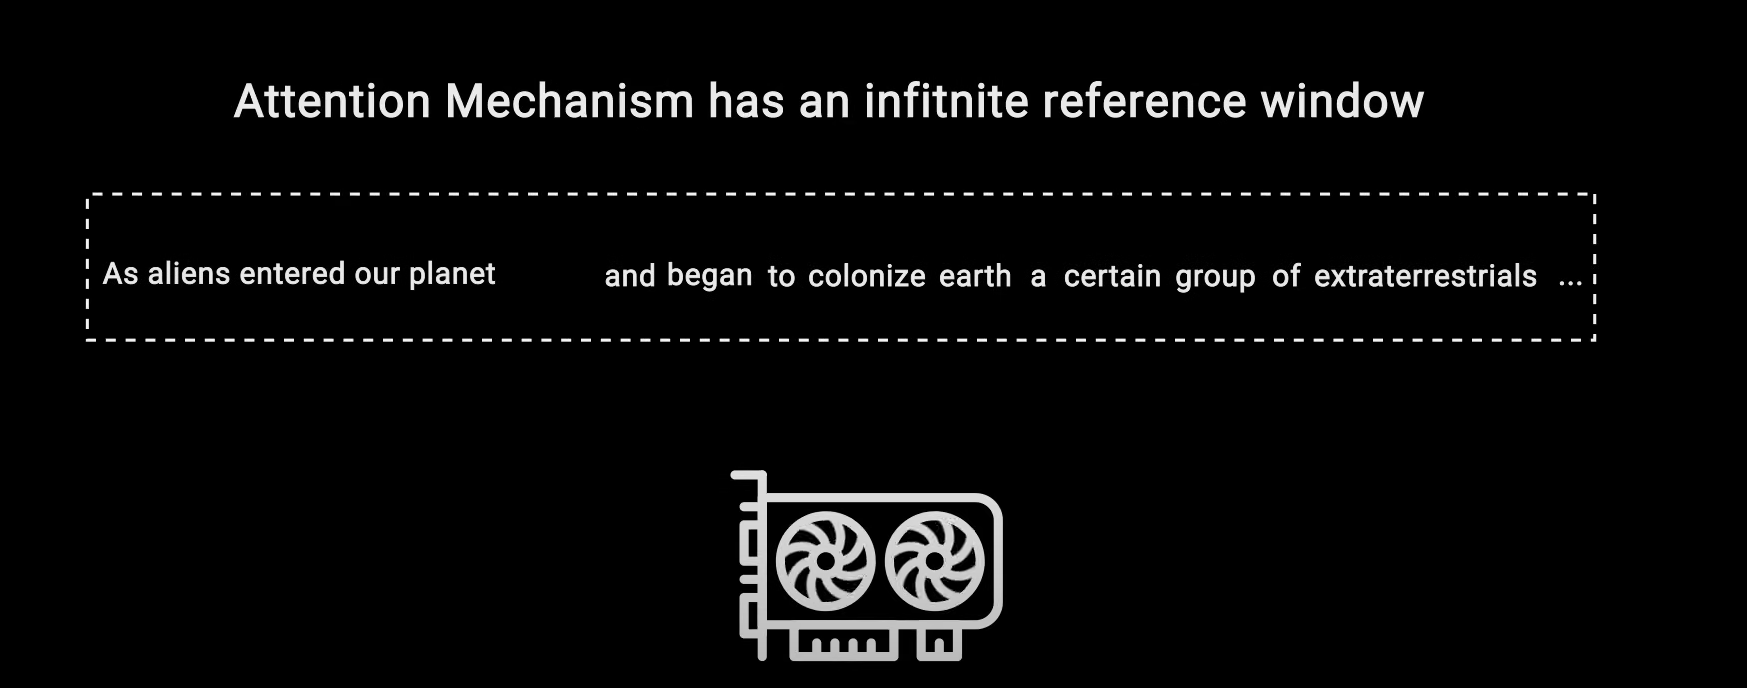 Attention Mechanism has an infitnite reference window
As aliens entered our planet and began to colonize earth a certain group of extraterrestrials ...